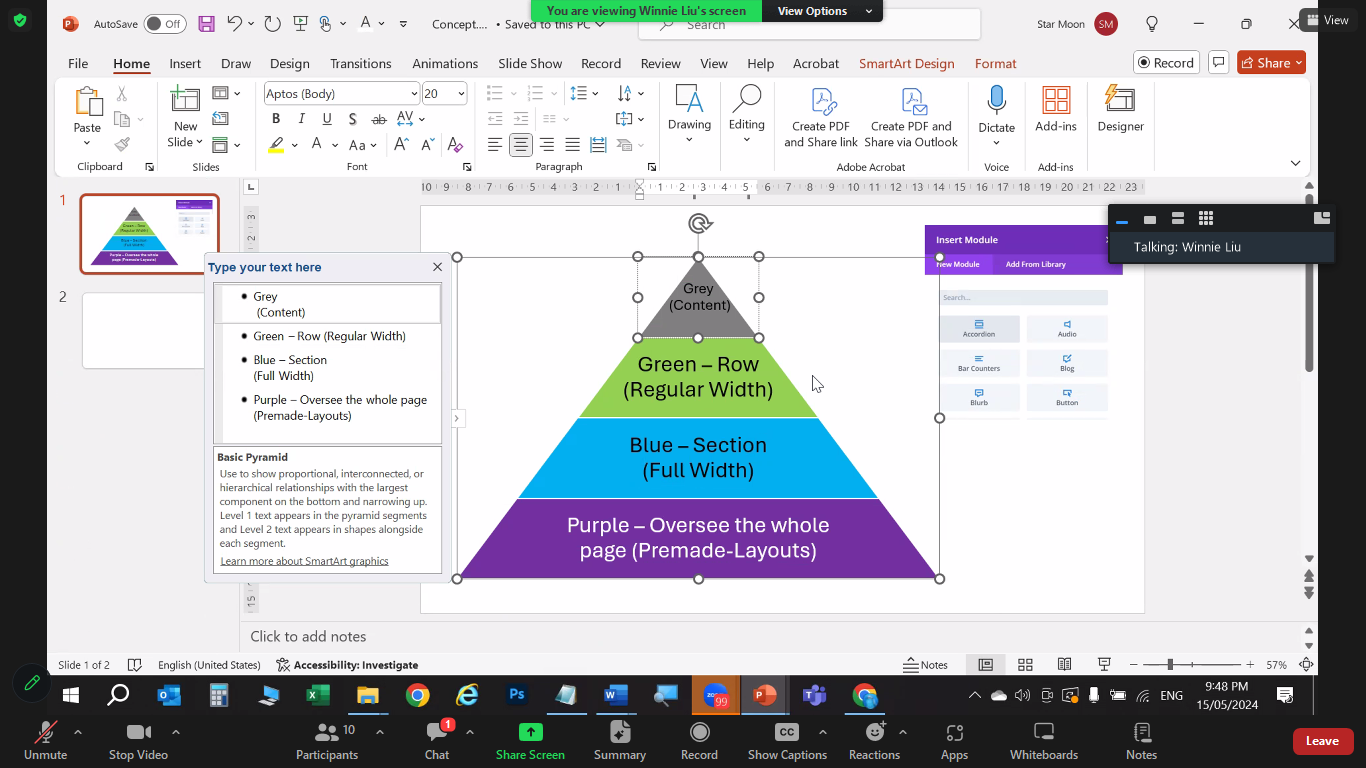 You are viewing Winnie Liu's screen
View Options
View
AutoSave
Off
Concept.... • Saved to this PC
Search
Star Moon
SM
File
Home
Insert
Draw
Design
Transitions
Animations
Slide Show
Record
Review
View
Help
Acrobat
SmartArt Design
Format
Record
Share
Paste
Clipboard
New
Slide
Slides
Aptos (Body)
20
Font
Paragraph
Drawing
Editing
Create PDF
and Share link
Create PDF and
Share via Outlook
Adobe Acrobat
Dictate
Voice
Add-ins
Add-ins
Designer
1
2
Talking: Winnie Liu
Type your text here
Grey
(Content)
Green – Row (Regular Width)
Blue – Section
(Full Width)
Purple – Oversee the whole page
(Premade-Layouts)
Basic Pyramid
Use to show proportional, interconnected, or
hierarchical relationships with the largest
component on the bottom and narrowing up.
Level 1 text appears in the pyramid segments
and Level 2 text appears in shapes alongside
each segment.
Learn more about SmartArt graphics
Grey
(Content)
Green – Row
(Regular Width)
Blue – Section
(Full Width)
Purple – Oversee the whole
page (Premade-Layouts)
Insert Module
New Module
Add From Library
Search...
Accordion
Audio
Bar Counters
Blog
Blurb
Button
Click to add notes
Slide 1 of 2
English (United States)
Accessibility: Investigate
Notes
57%
99
ENG
9:48 PM
15/05/2024
Unmute
Stop Video
Participants
10
Chat
1
Share Screen
Summary
Record
Show Captions
Reactions
Apps
Whiteboards
Notes
Leave